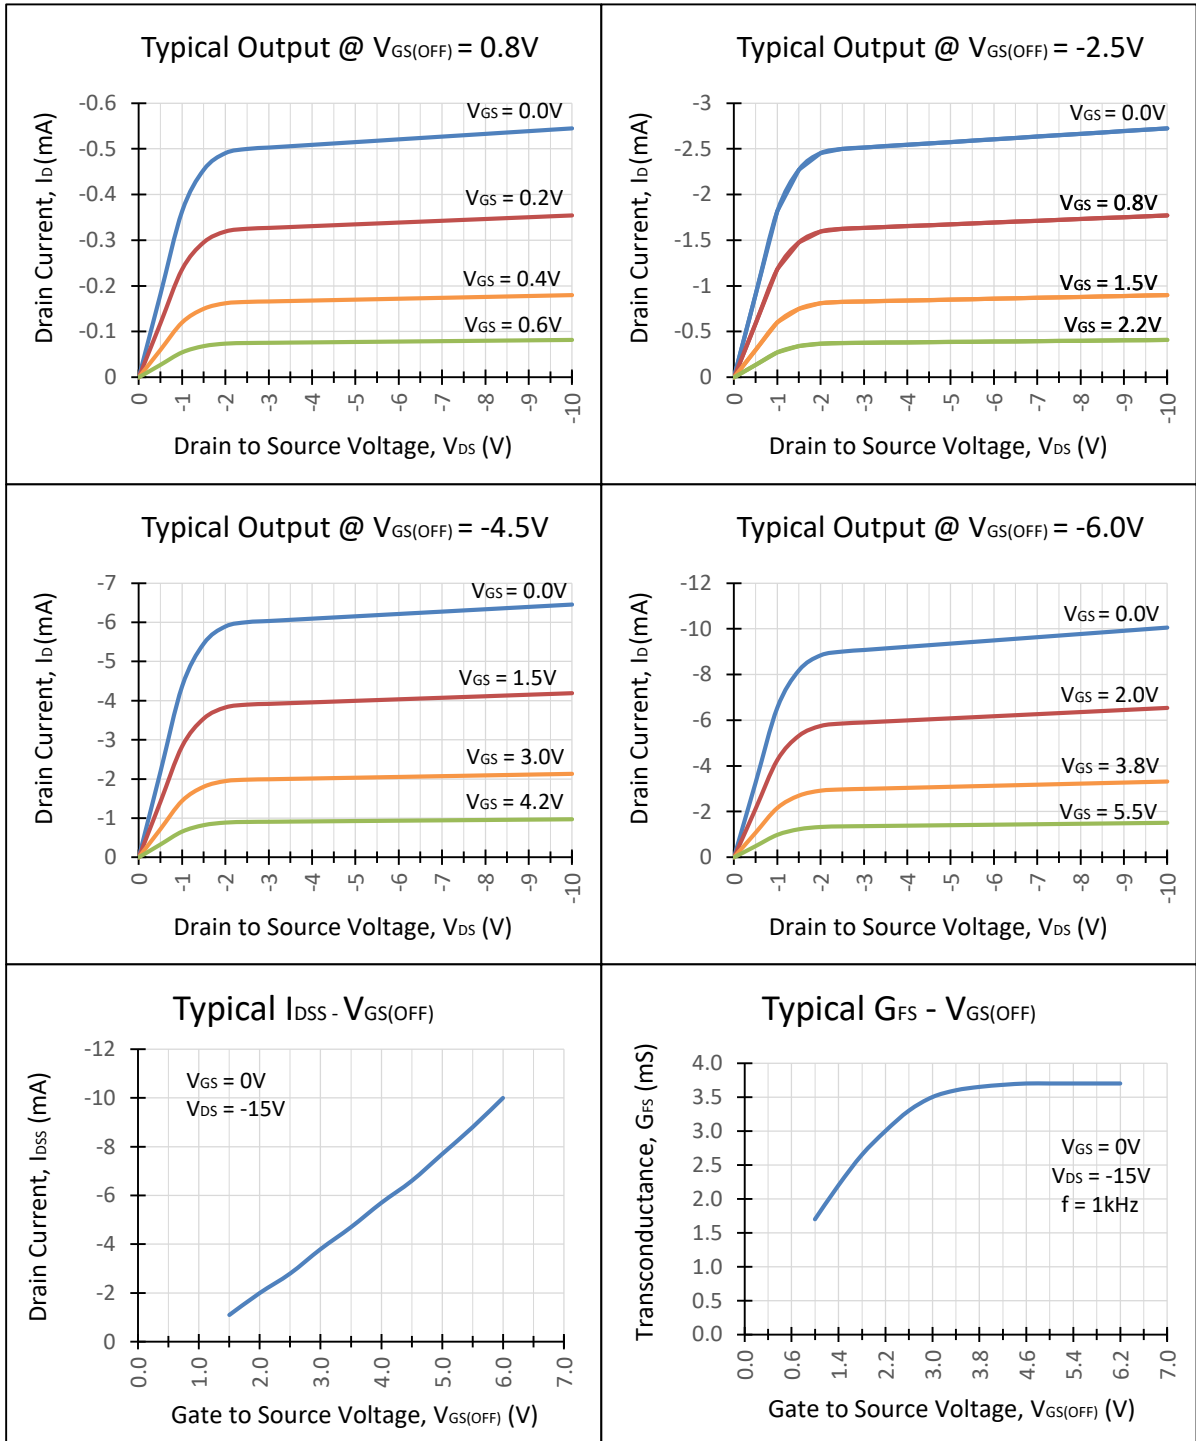 Typical Output @ VGS(OFF) = 0.8V
Drain Current, ID(mA)
-0.6
-0.5
-0.4
-0.3
-0.2
-0.1
0
VGS = 0.0V
VGS = 0.2V
VGS = 0.4V
VGS = 0.6V
0 -1 -2 -3 -4 -5 -6 -7 -8 -9 -10
Drain to Source Voltage, VDS (V)
Typical Output @ VGS(OFF) = -2.5V
Drain Current, ID(mA)
-3
-2.5
-2
-1.5
-1
-0.5
0
VGS = 0.0V
VGS = 0.8V
VGS = 1.5V
VGS = 2.2V
0 -1 -2 -3 -4 -5 -6 -7 -8 -9 -10
Drain to Source Voltage, VDS (V)
Typical Output @ VGS(OFF) = -4.5V
Drain Current, ID(mA)
-7
-6
-5
-4
-3
-2
-1
0
VGS = 0.0V
VGS = 1.5V
VGS = 3.0V
VGS = 4.2V
0 -1 -2 -3 -4 -5 -6 -7 -8 -9 -10
Drain to Source Voltage, VDS (V)
Typical Output @ VGS(OFF) = -6.0V
Drain Current, ID(mA)
-12
-10
-8
-6
-4
-2
0
VGS = 0.0V
VGS = 2.0V
VGS = 3.8V
VGS = 5.5V
0 -1 -2 -3 -4 -5 -6 -7 -8 -9 -10
Drain to Source Voltage, VDS (V)
Typical IDSS - VGS(OFF)
Drain Current, IDSS (mA)
-12
-10
-8
-6
-4
-2
0
VGS = 0V
VDS = -15V
0.0 1.0 2.0 3.0 4.0 5.0 6.0 7.0
Gate to Source Voltage, VGS(OFF) (V)
Typical GFS - VGS(OFF)
Transconductance, GFS (mS)
4.0
3.5
3.0
2.5
2.0
1.5
1.0
0.5
0.0
VGS = 0V
VDS = -15V
f = 1kHz
0.0 0.6 1.4 2.2 3.0 3.8 4.6 5.4 6.2 7.0
Gate to Source Voltage, VGS(OFF) (V)